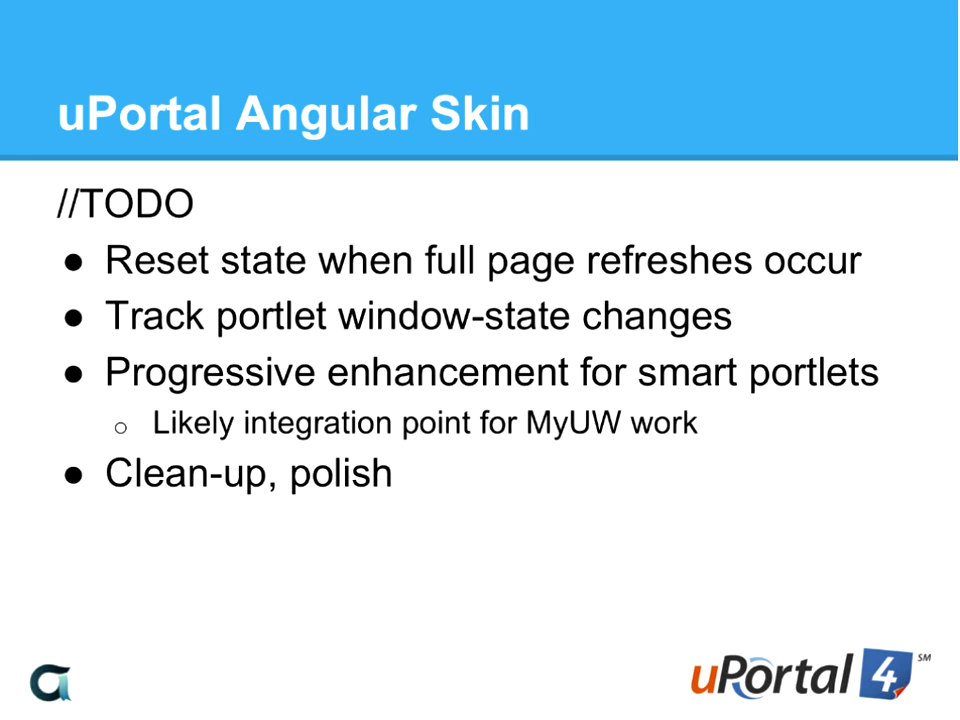 uPortal Angular Skin
//TODO
● Reset state when full page refreshes occur
● Track portlet window-state changes
● Progressive enhancement for smart portlets
○ Likely integration point for MyUW work
● Clean-up, polish
a
uPortal 4 SM